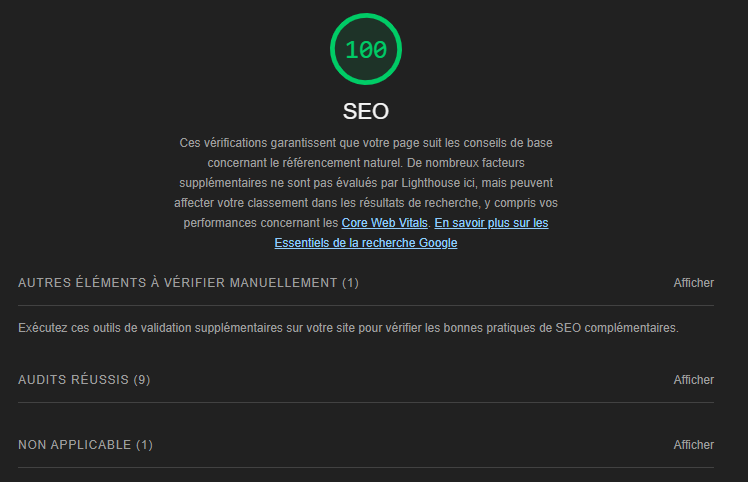 100
SEO
Ces vérifications garantissent que votre page suit les conseils de base
concernant le référencement naturel. De nombreux facteurs
supplémentaires ne sont pas évalués par Lighthouse ici, mais peuvent
affecter votre classement dans les résultats de recherche, y compris vos
performances concernant les Core Web Vitals. En savoir plus sur les
Essentiels de la recherche Google
AUTRES ÉLÉMENTS À VÉRIFIER MANUELLEMENT (1) Afficher
Exécutez ces outils de validation supplémentaires sur votre site pour vérifier les bonnes pratiques de SEO complémentaires.
AUDITS RÉUSSIS (9) Afficher
NON APPLICABLE (1) Afficher